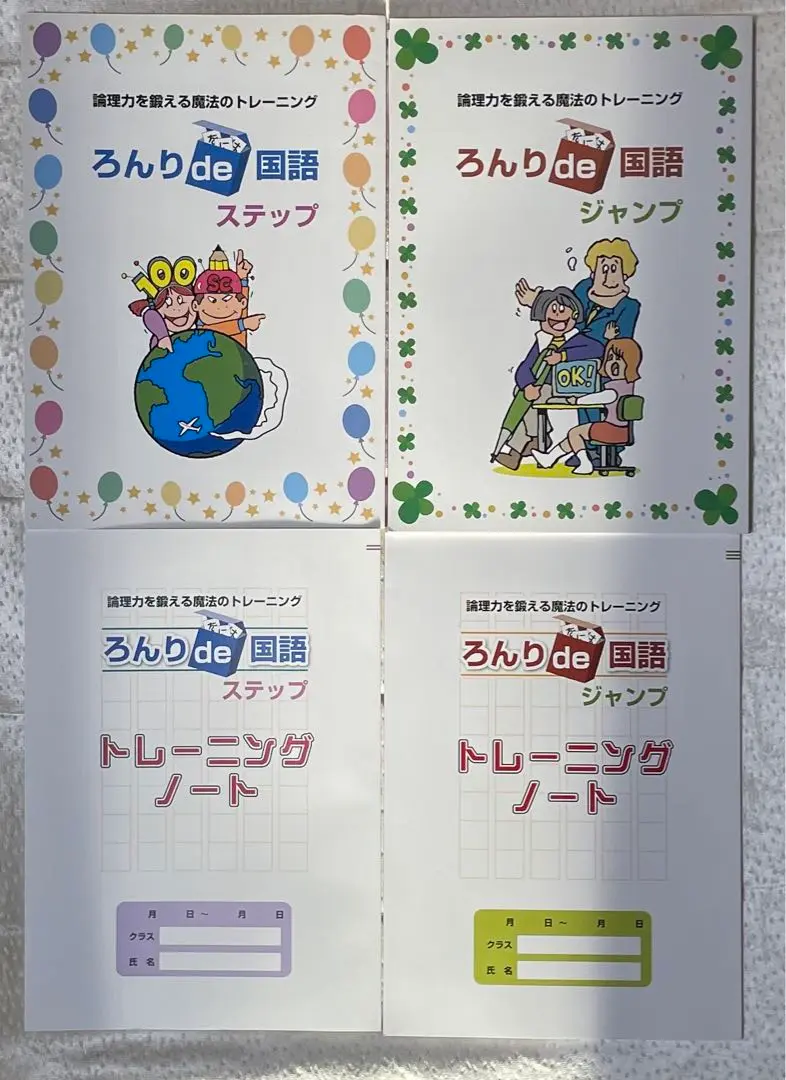 論理力を鍛える魔法のトレーニング
ろんりde国語
ステップ
100
SC
論理力を鍛える魔法のトレーニング
ろんりde国語
ジャンプ
OK!
論理力を鍛える魔法のトレーニング
ろんりde国語
ステップ
トレーニング
ノート
月 日~ 月 日
クラス
氏 名
論理力を鍛える魔法のトレーニング
ろんりde国語
ジャンプ
トレーニング
ノート
月 日~ 月 日
クラス
氏 名